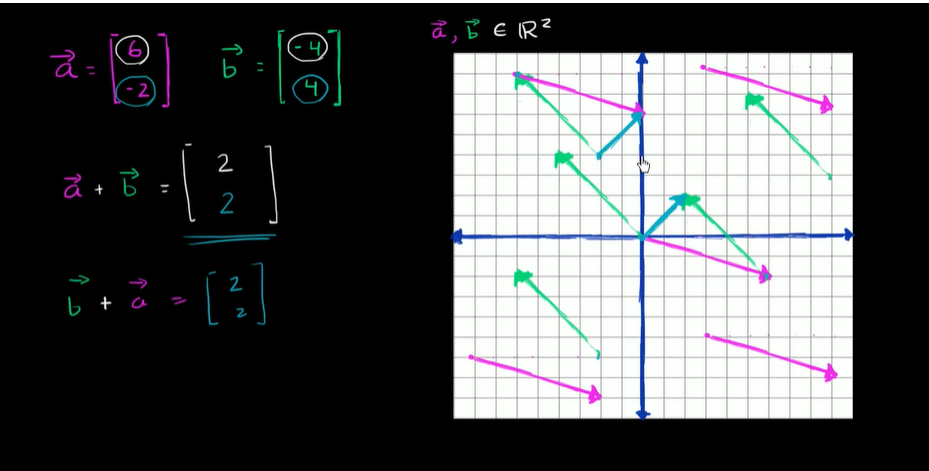 a⃗, b⃗ ∈ ℝ²
a⃗ = [6 -2] b⃗ = [-4 4]
a⃗ + b⃗ = [2 2]
b⃗ + a⃗ = [2 2]